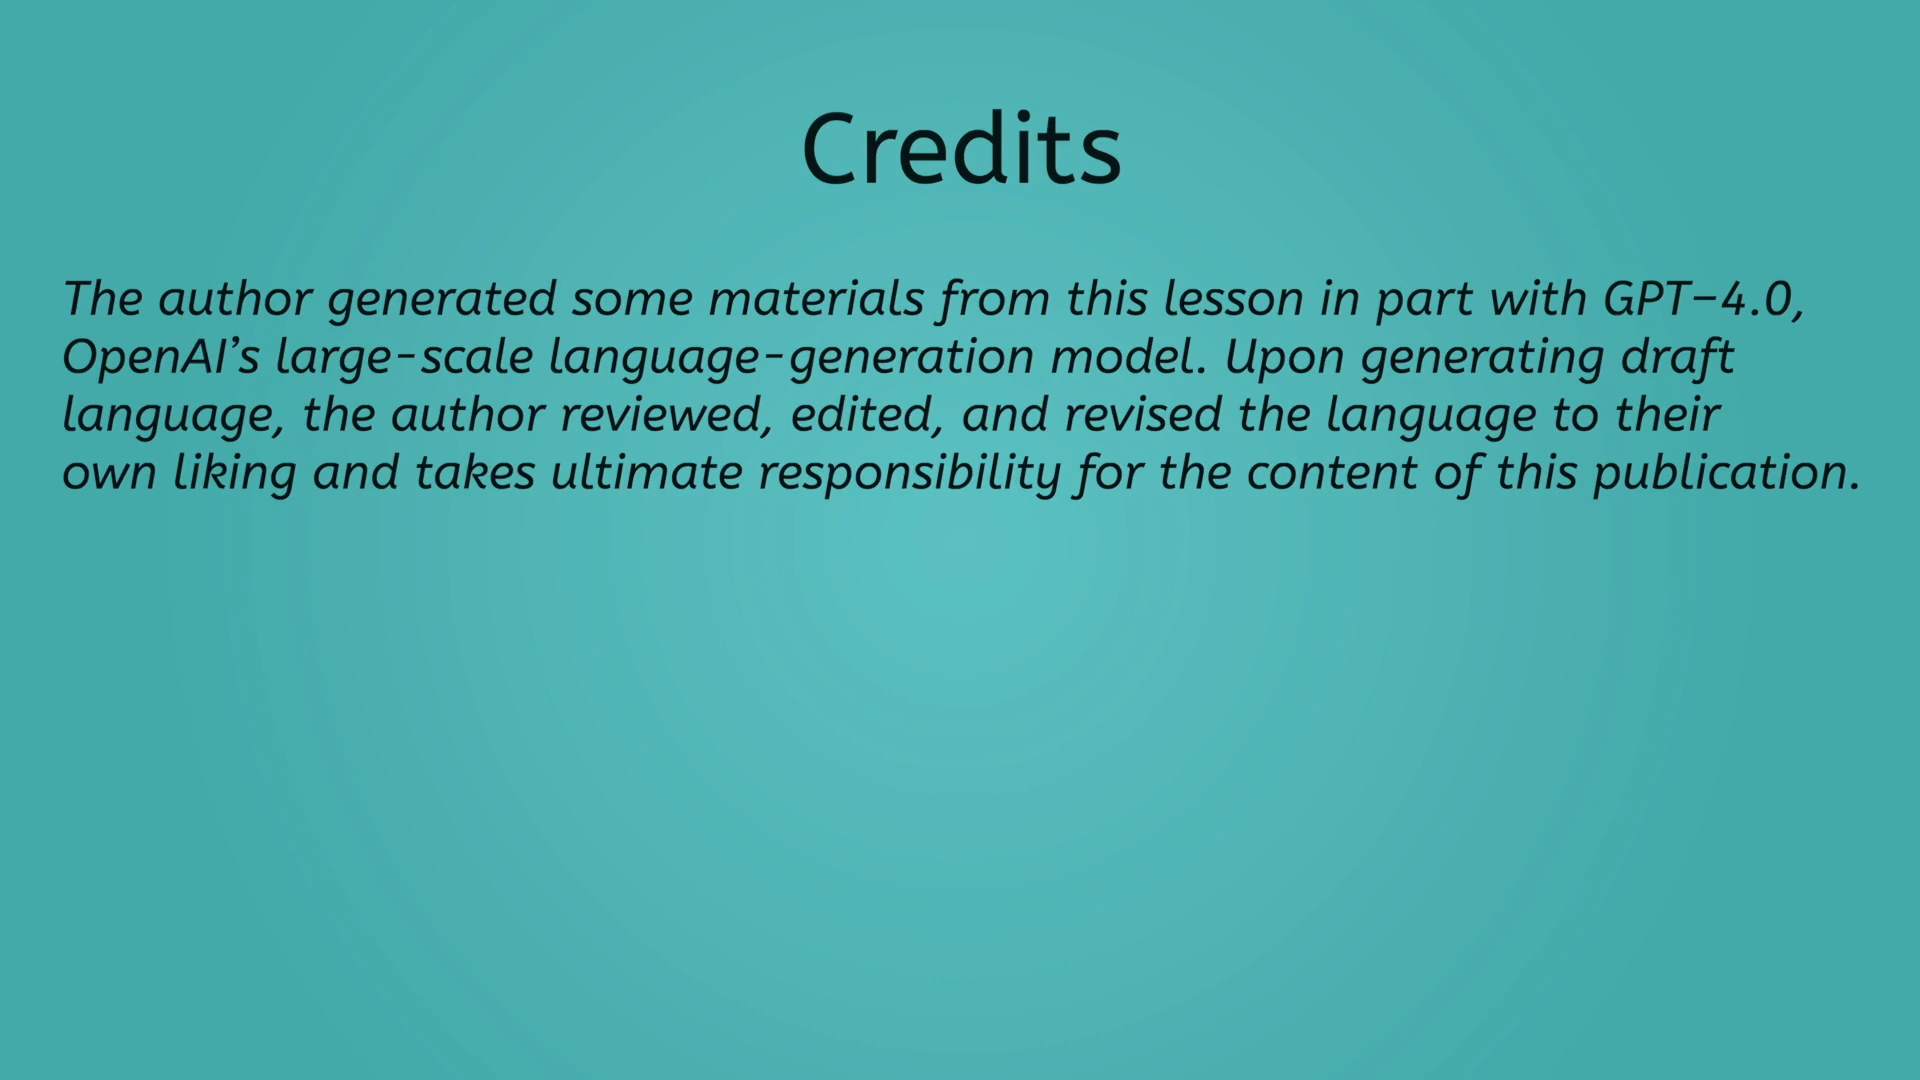 Credits
The author generated some materials from this lesson in part with GPT–4.0,
OpenAI’s large-scale language-generation model. Upon generating draft
language, the author reviewed, edited, and revised the language to their
own liking and takes ultimate responsibility for the content of this publication.